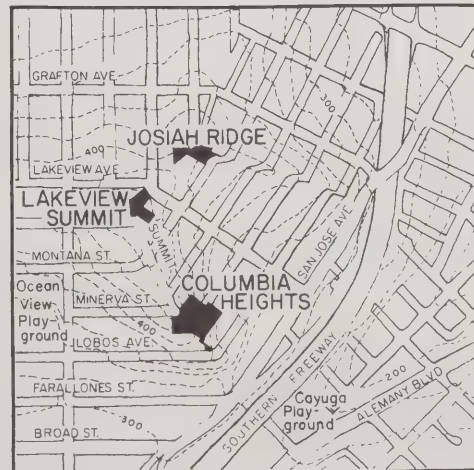 GRAFTON AVE.
300
JOSIAH RIDGE
400
LAKEVIEW AVE
LAKEVIEW
SUMMIT
SUMMIT
MONTANA ST.
SAN JOSE AVE.
COLUMBIA
HEIGHTS
Ocean
View
Play-
ground
MINERVA ST.
400
LOBOS AVE.
FARALLONES ST.
SOUTHERN FREEWAY
200
Cayuga
Play-
ground
ALEMANY BLVD
BROAD ST.
300